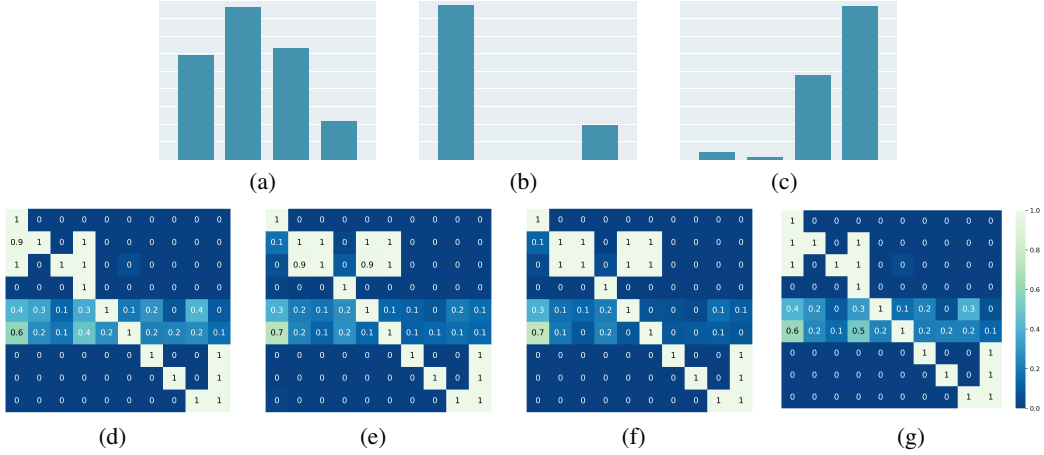 (a)
(b)
(c)
1 0 0 0 0 0 0 0 0 0
0.9 1 0 1 0 0 0 0 0 0
1 0 1 1 0 0 0 0 0 0
0 0 0 1 0 0 0 0 0 0
0.4 0.3 0.1 0.3 1 0.1 0.2 0 0.4 0
0.6 0.2 0.1 0.4 0.2 1 0.2 0.2 0.2 0.1
0 0 0 0 0 0 1 0 0 1
0 0 0 0 0 0 0 1 0 1
0 0 0 0 0 0 0 0 1 1
(d)
1 0 0 0 0 0 0 0 0 0
0.1 1 1 0 1 1 0 0 0 0
0 0.9 1 0 0.9 1 0 0 0 0
0 0 0 1 0 0 0 0 0 0
0.3 0.2 0.1 0.2 1 0.1 0.1 0.1 0.2 0.1
0.7 0.2 0.1 0.2 0.1 1 0.1 0.1 0.2 0.1
0 0 0 0 0 0 1 0 0 1
0 0 0 0 0 0 0 1 0 1
0 0 0 0 0 0 0 0 1 1
(e)
1 0 0 0 0 0 0 0 0 0
0.1 1 1 0 1 1 0 0 0 0
0 1 1 0 1 1 0 0 0 0
0 0 0 1 0 0 0 0 0 0
0.3 0.1 0.1 0.2 1 0 0 0 0.1 0.1
0.7 0.1 0 0.2 0 1 0 0 0.1 0.1
0 0 0 0 0 0 1 0 0 1
0 0 0 0 0 0 0 1 0 1
0 0 0 0 0 0 0 0 1 1
(f)
1 0 0 0 0 0 0 0 0 0
1 1 0 1 0 0 0 0 0 0
1 0 1 1 0 0 0 0 0 0
0 0 0 1 0 0 0 0 0 0
0.4 0.2 0 0.3 1 0.1 0.2 0 0.3 0
0.6 0.2 0.1 0.5 0.2 1 0.2 0.2 0.2 0.1
0 0 0 0 0 0 1 0 0 1
0 0 0 0 0 0 0 1 0 1
0 0 0 0 0 0 0 0 1 1
(g)
1.0
0.8
0.6
0.4
0.2
0.0